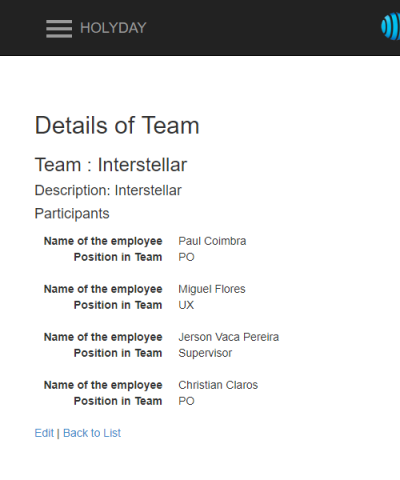 HOLYDAY
Details of Team
Team : Interstellar
Description: Interstellar
Participants
Name of the employee Paul Coimbra
Position in Team PO
Name of the employee Miguel Flores
Position in Team UX
Name of the employee Jerson Vaca Pereira
Position in Team Supervisor
Name of the employee Christian Claros
Position in Team PO
Edit | Back to List